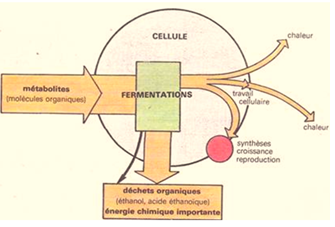 CELLULE
chaleur
métabolites
(molécules organiques)
FERMENTATIONS
travail
cellulaire
chaleur
synthèses
croissance
reproduction
déchets organiques
(éthanol, acide éthanoïque)
énergie chimique importante